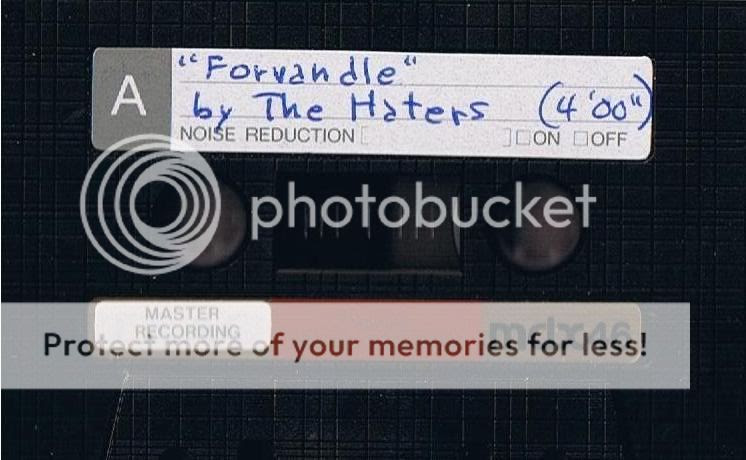 "Forvandle"
A
by The Haters (4'00")
NOISE REDUCTION [ ] □ON □OFF
photobucket
MASTER
RECORDING
mdx46
Protect more of your memories for less!